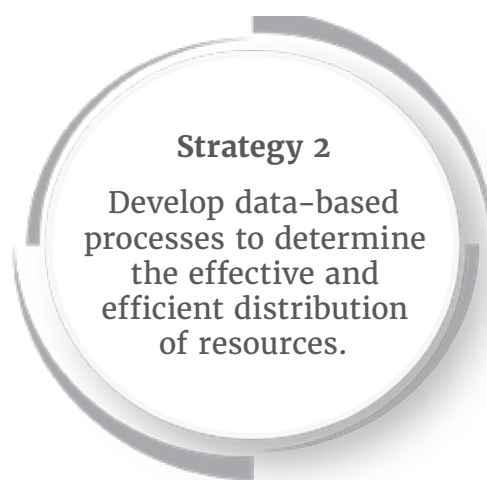 Strategy 2
Develop data-based
processes to determine
the effective and
efficient distribution
of resources.